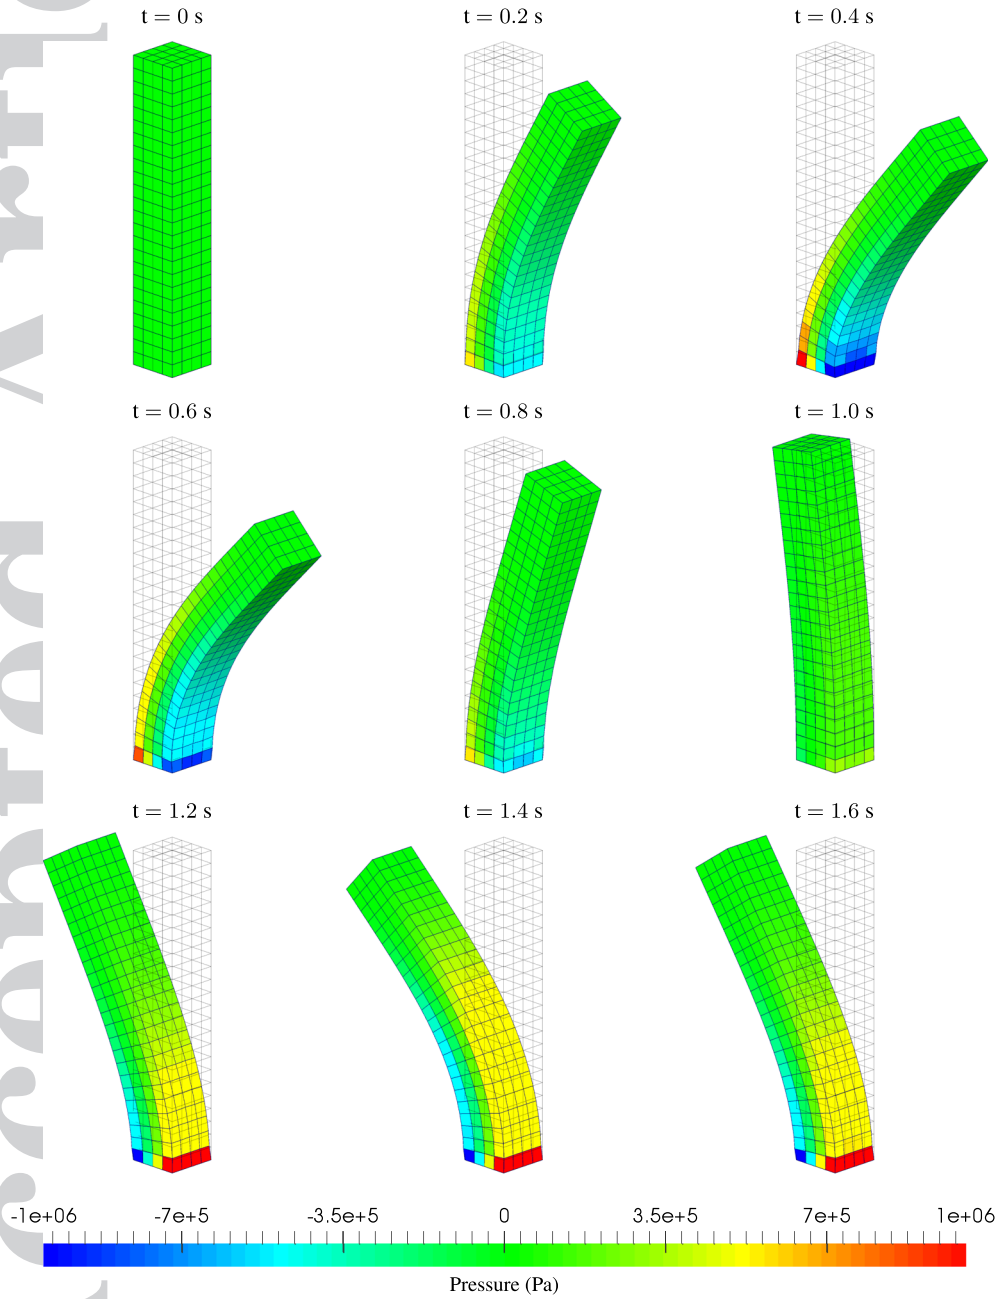 t = 0 s
t = 0.2 s
t = 0.4 s
t = 0.6 s
t = 0.8 s
t = 1.0 s
t = 1.2 s
t = 1.4 s
t = 1.6 s
-1e+06 -7e+5 -3.5e+5 0 3.5e+5 7e+5 1e+06
Pressure (Pa)